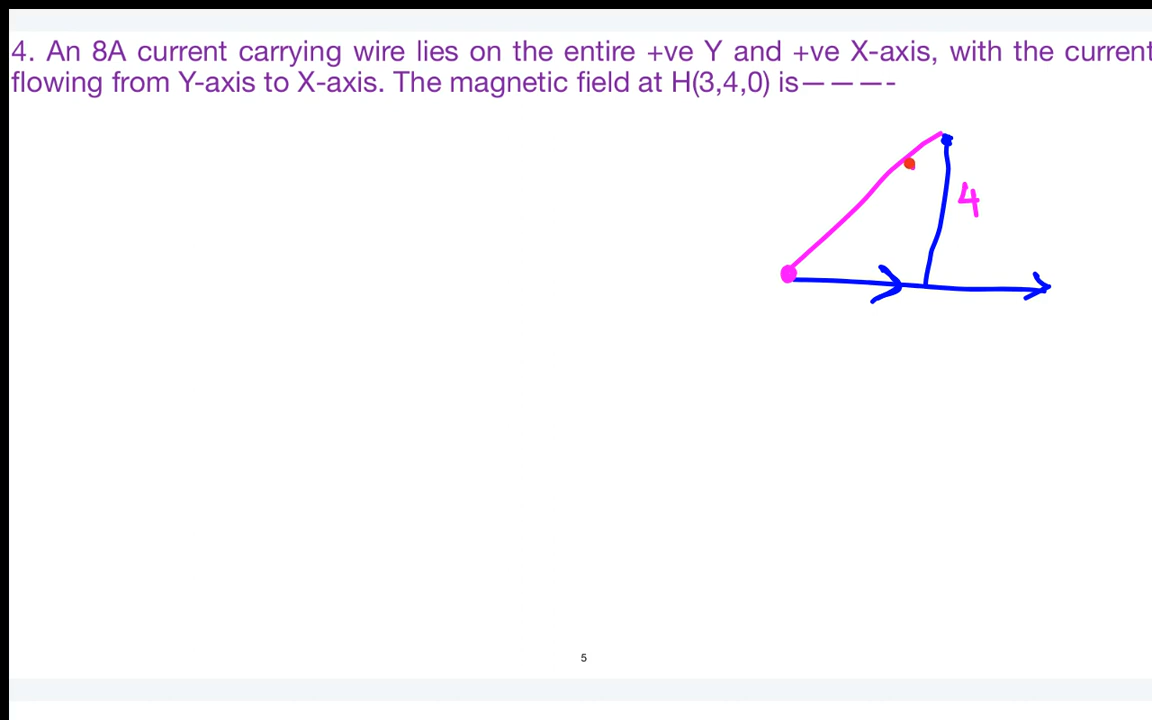 4. An 8A current carrying wire lies on the entire +ve Y and +ve X-axis, with the current
flowing from Y-axis to X-axis. The magnetic field at H(3,4,0) is— — —-
4
5